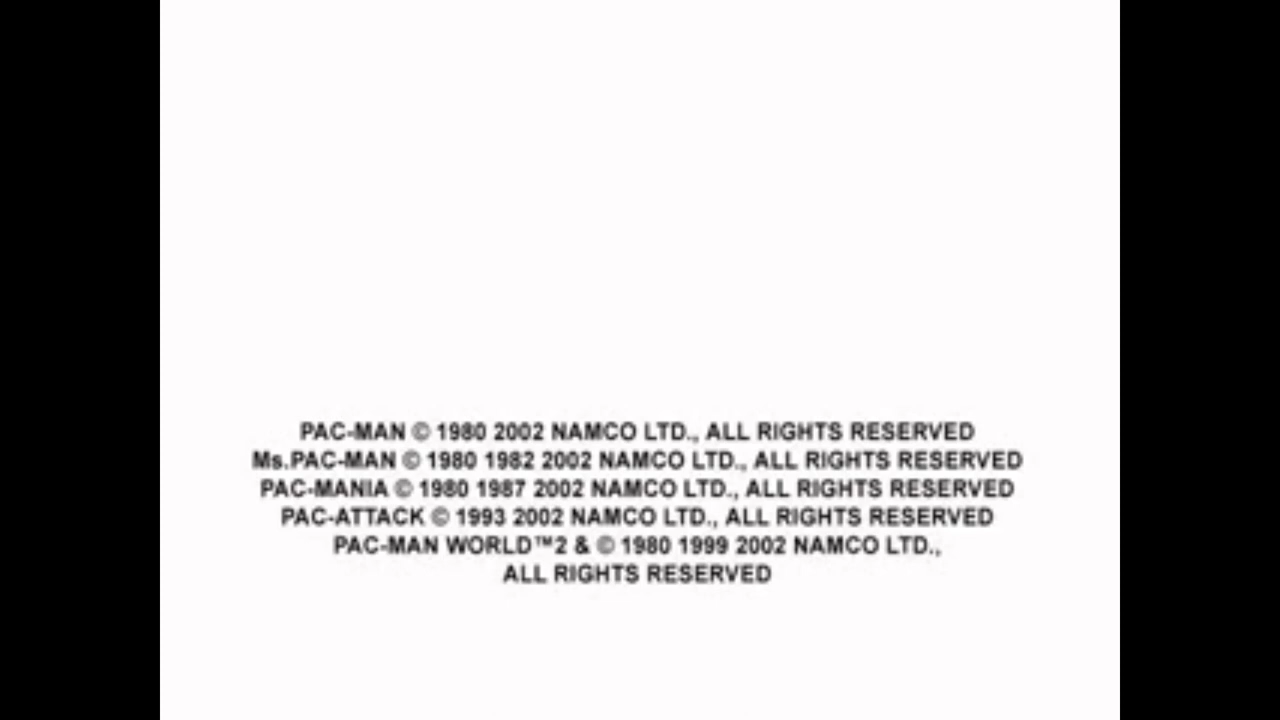 PAC-MAN © 1980 2002 NAMCO LTD., ALL RIGHTS RESERVED
Ms.PAC-MAN © 1980 1982 2002 NAMCO LTD., ALL RIGHTS RESERVED
PAC-MANIA © 1980 1987 2002 NAMCO LTD., ALL RIGHTS RESERVED
PAC-ATTACK © 1993 2002 NAMCO LTD., ALL RIGHTS RESERVED
PAC-MAN WORLD™2 & © 1980 1999 2002 NAMCO LTD.,
ALL RIGHTS RESERVED